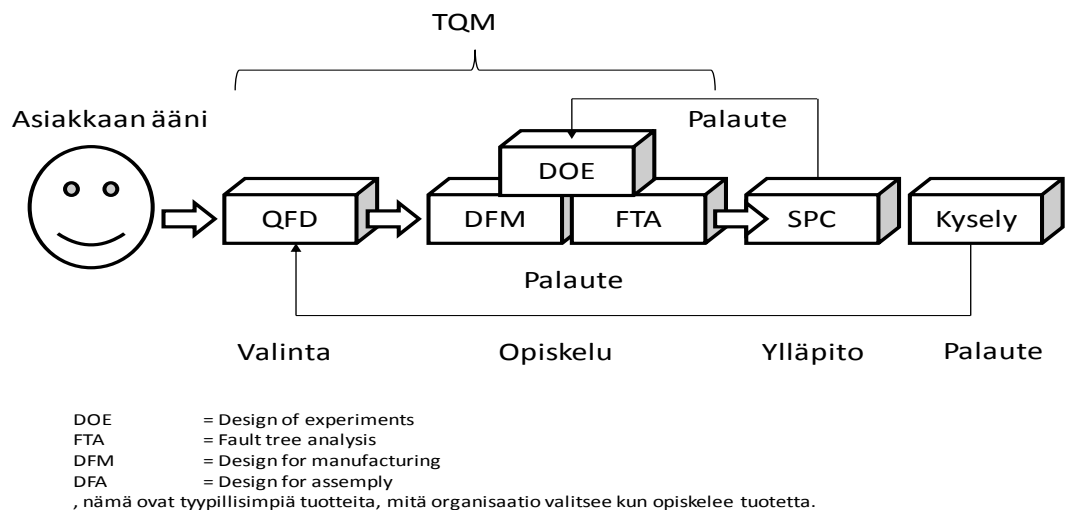 TQM
Asiakkaan ääni
Palaute
DOE
QFD
DFM
FTA
SPC
Kysely
Palaute
Valinta
Opiskelu
Ylläpito
Palaute
DOE = Design of experiments
FTA = Fault tree analysis
DFM = Design for manufacturing
DFA = Design for assemply
, nämä ovat tyypillisimpiä tuotteita, mitä organisaatio valitsee kun opiskelee tuotetta.